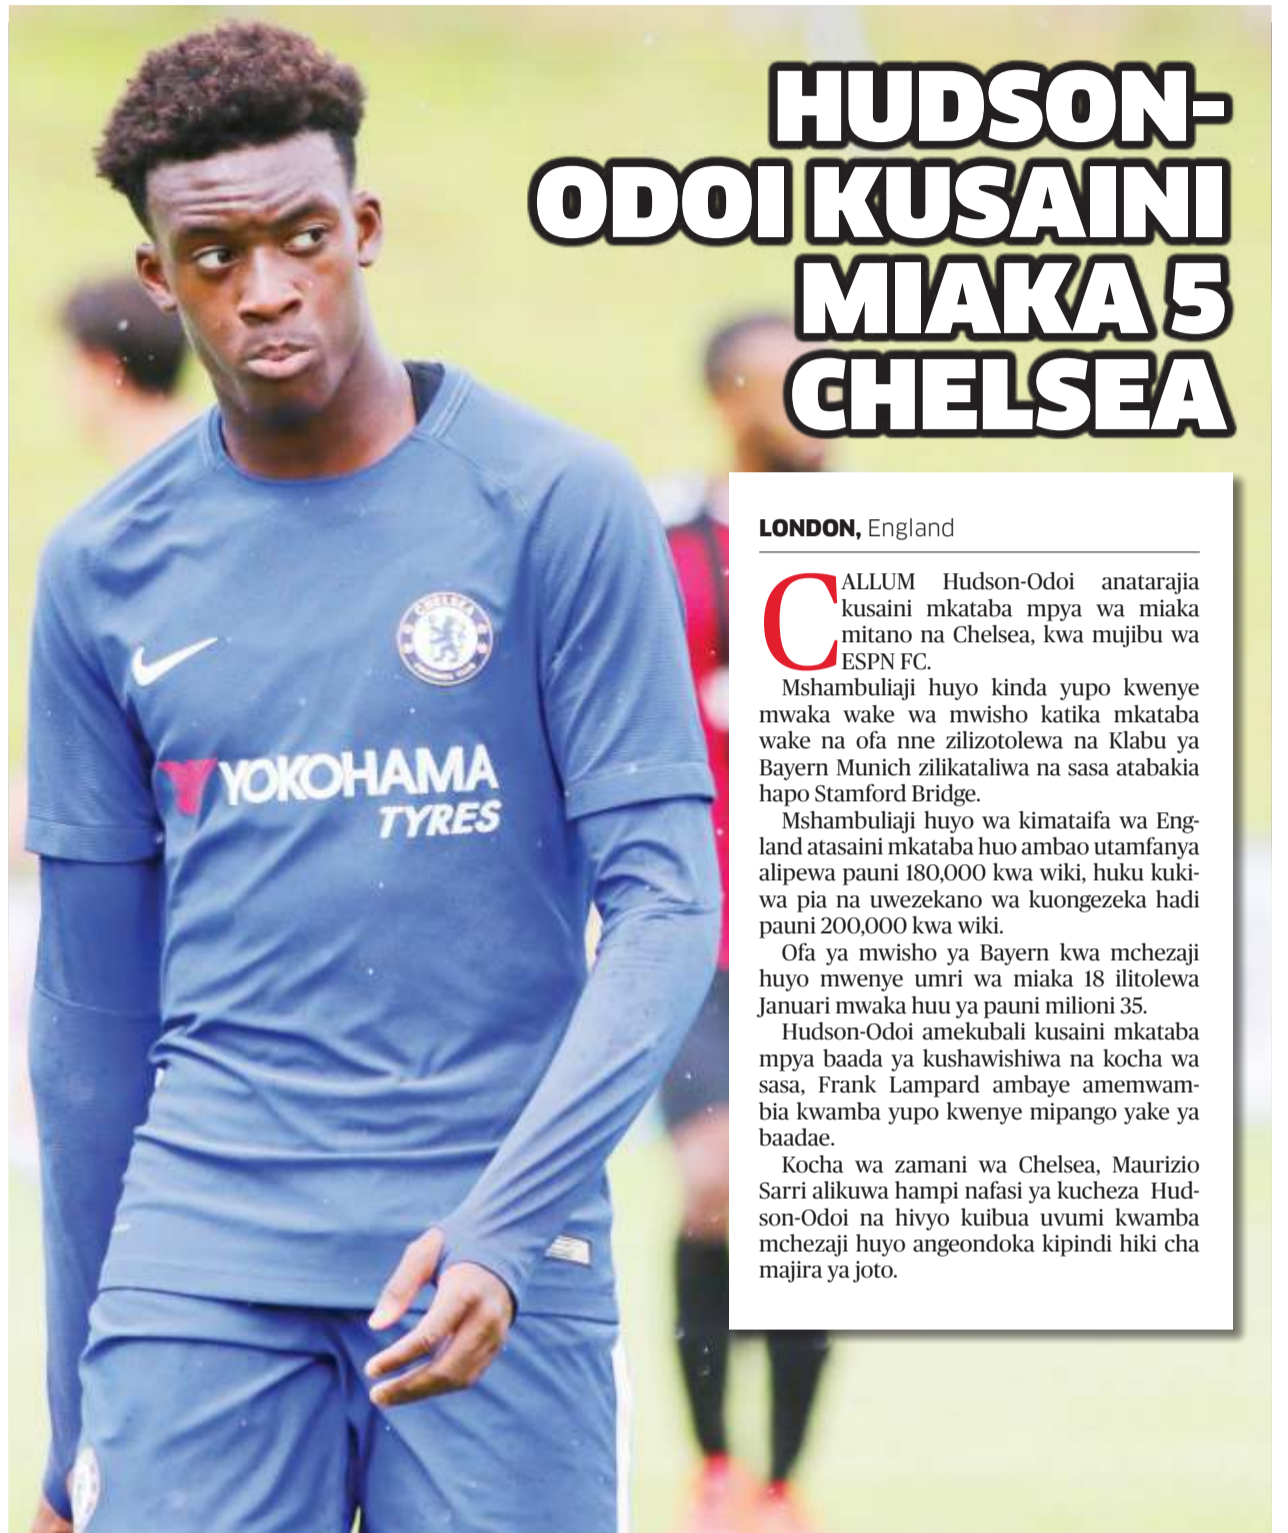 HUDSON-
ODOI KUSAINI
MIAKA 5
CHELSEA
LONDON, England
CALLUM Hudson-Odoi anatarajia
kusaini mkataba mpya wa miaka
mitano na Chelsea, kwa mujibu wa
ESPN FC.
Mshambuliaji huyo kinda yupo kwenye
mwaka wake wa mwisho katika mkataba
wake na ofa nne zilizotolewa na Klabu ya
Bayern Munich zilikataliwa na sasa atabakia
hapo Stamford Bridge.
Mshambuliaji huyo wa kimataifa wa Eng-
land atasaini mkataba huo ambao utamfanya
alipewa pauni 180,000 kwa wiki, huku kuki-
wa pia na uwezekano wa kuongezeka hadi
pauni 200,000 kwa wiki.
Ofa ya mwisho ya Bayern kwa mchezaji
huyo mwenye umri wa miaka 18 ilitolewa
Januari mwaka huu ya pauni milioni 35.
Hudson-Odoi amekubali kusaini mkataba
mpya baada ya kushawishiwa na kocha wa
sasa, Frank Lampard ambaye amemwam-
bia kwamba yupo kwenye mipango yake ya
baadae.
Kocha wa zamani wa Chelsea, Maurizio
Sarri alikuwa hampi nafasi ya kucheza Hud-
son-Odoi na hivyo kuibua uvumi kwamba
mchezaji huyo angeondoka kipindi hiki cha
majira ya joto.
CHELSEA
FOOTBALL CLUB
YOKOHAMA
TYRES